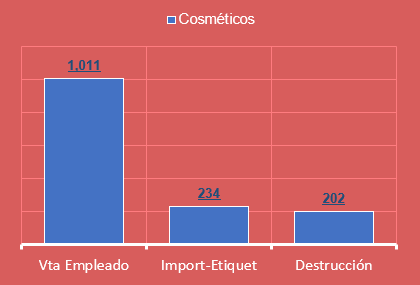 Cosméticos
1,011
234
202
Vta Empleado
Import-Etiquet
Destrucción